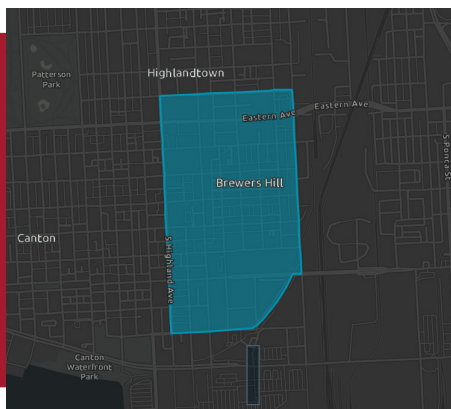 Highlandtown
Patterson
Park
Eastern Ave
Eastern Ave
S Ponca St
Brewers Hill
Canton
S Highland Ave
Canton
Waterfront
Park